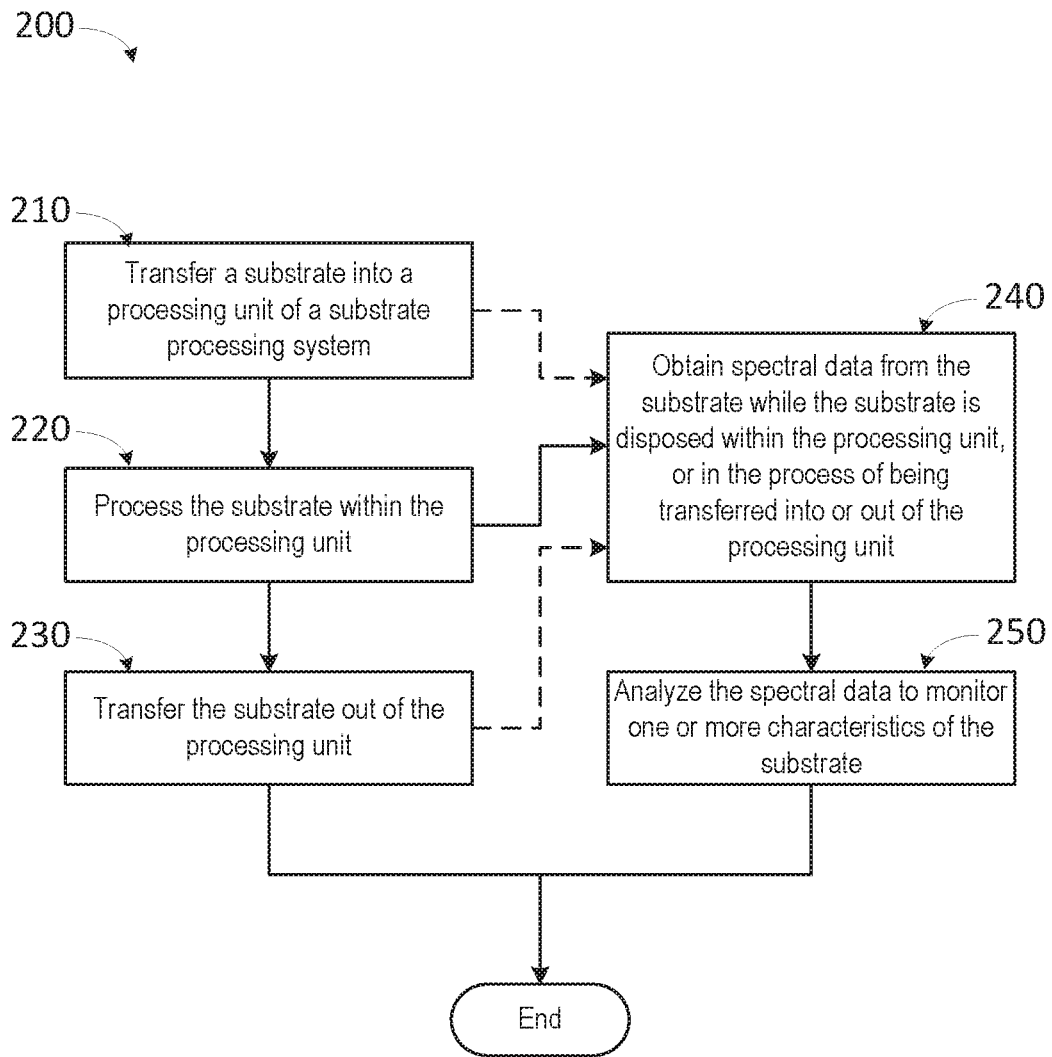 200
210
Transfer a substrate into a
processing unit of a substrate
processing system
220
Process the substrate within the
processing unit
230
Transfer the substrate out of the
processing unit
240
Obtain spectral data from the
substrate while the substrate is
disposed within the processing unit,
or in the process of being
transferred into or out of the
processing unit
250
Analyze the spectral data to monitor
one or more characteristics of the
substrate
End